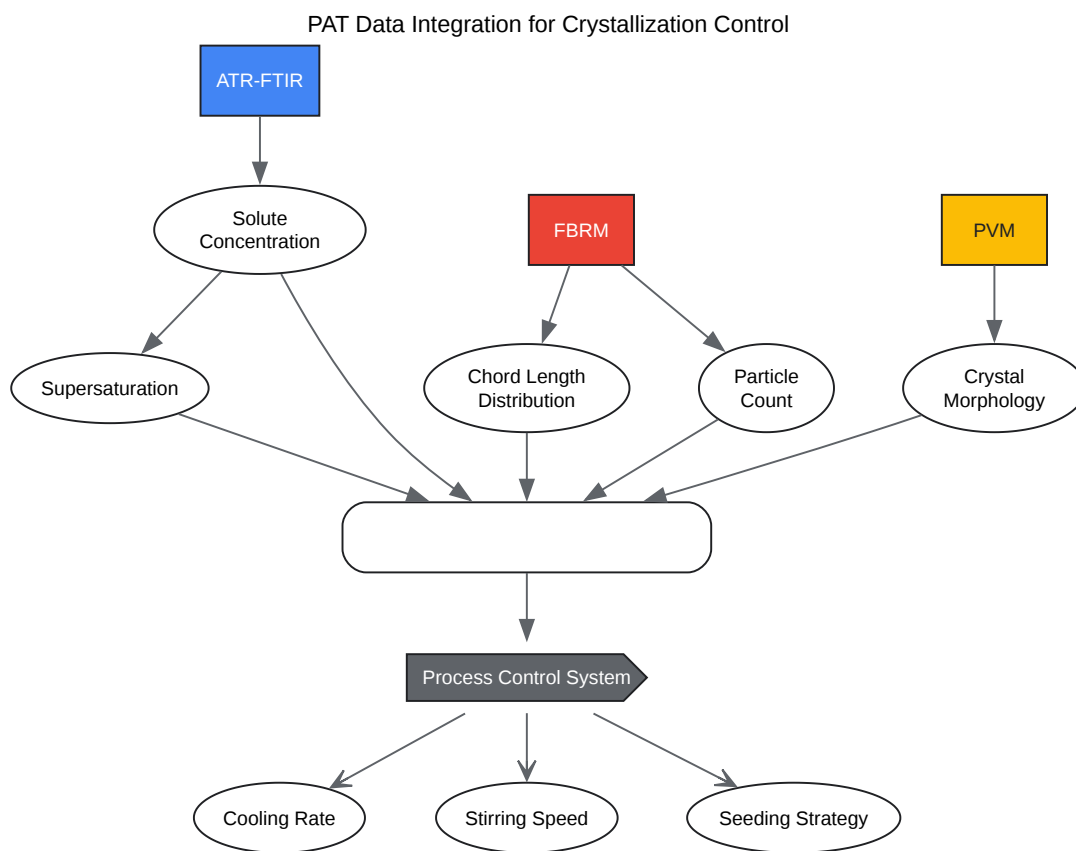 PAT Data Integration for Crystallization Control
ATR-FTIR
Solute
Concentration
FBRM
PVM
Supersaturation
Chord Length
Distribution
Particle
Count
Crystal
Morphology
Process Control System
Cooling Rate
Stirring Speed
Seeding Strategy